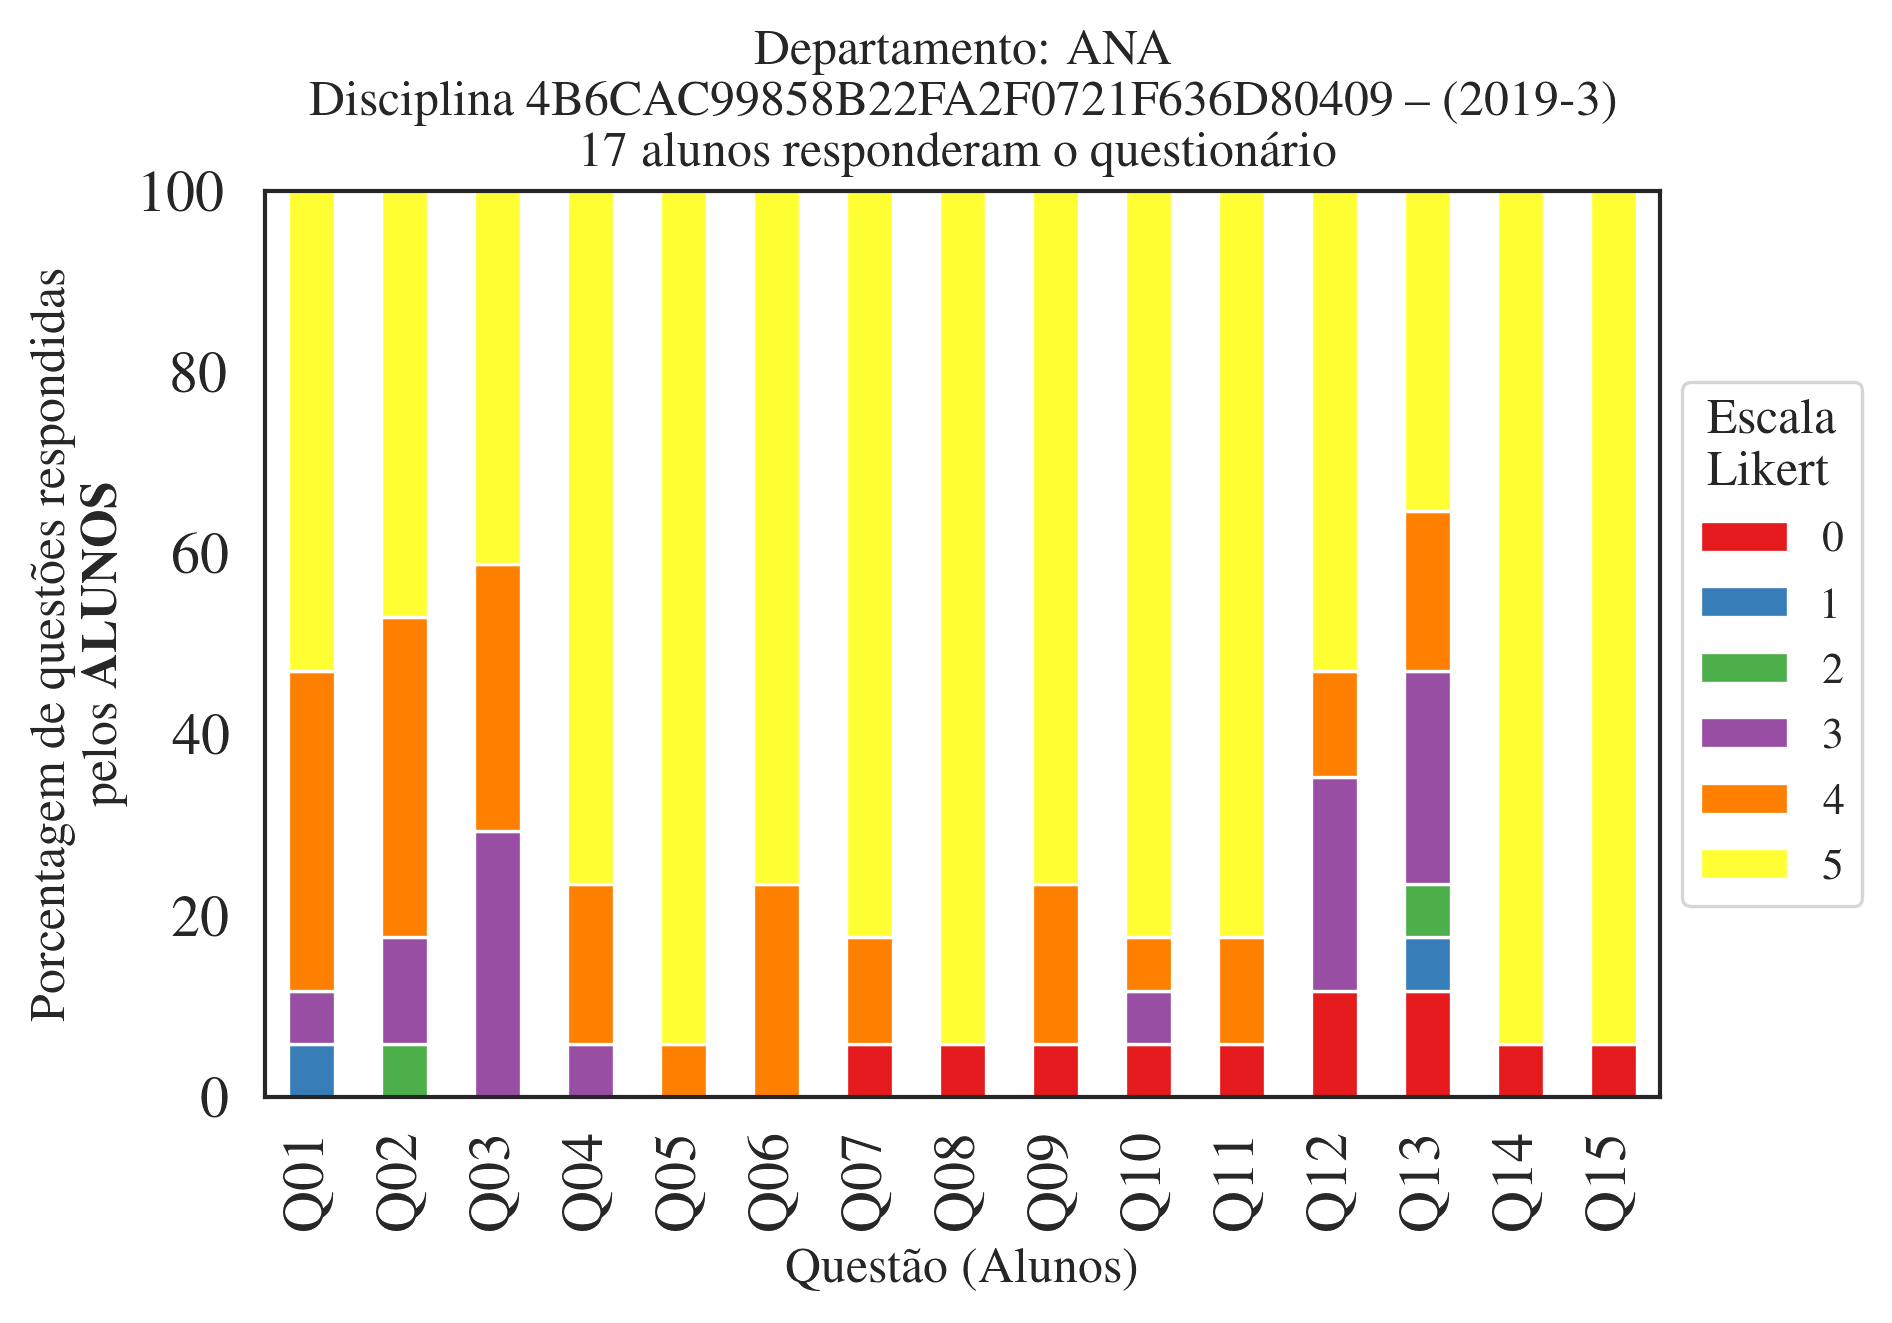 Departamento: ANA
Disciplina 4B6CAC99858B22FA2F0721F636D80409 – (2019-3)
17 alunos responderam o questionário
100
80
60
40
20
0
Porcentagem de questões respondidas
pelos ALUNOS
Q01
Q02
Q03
Q04
Q05
Q06
Q07
Q08
Q09
Q10
Q11
Q12
Q13
Q14
Q15
Questão (Alunos)
Escala
Likert
0
1
2
3
4
5